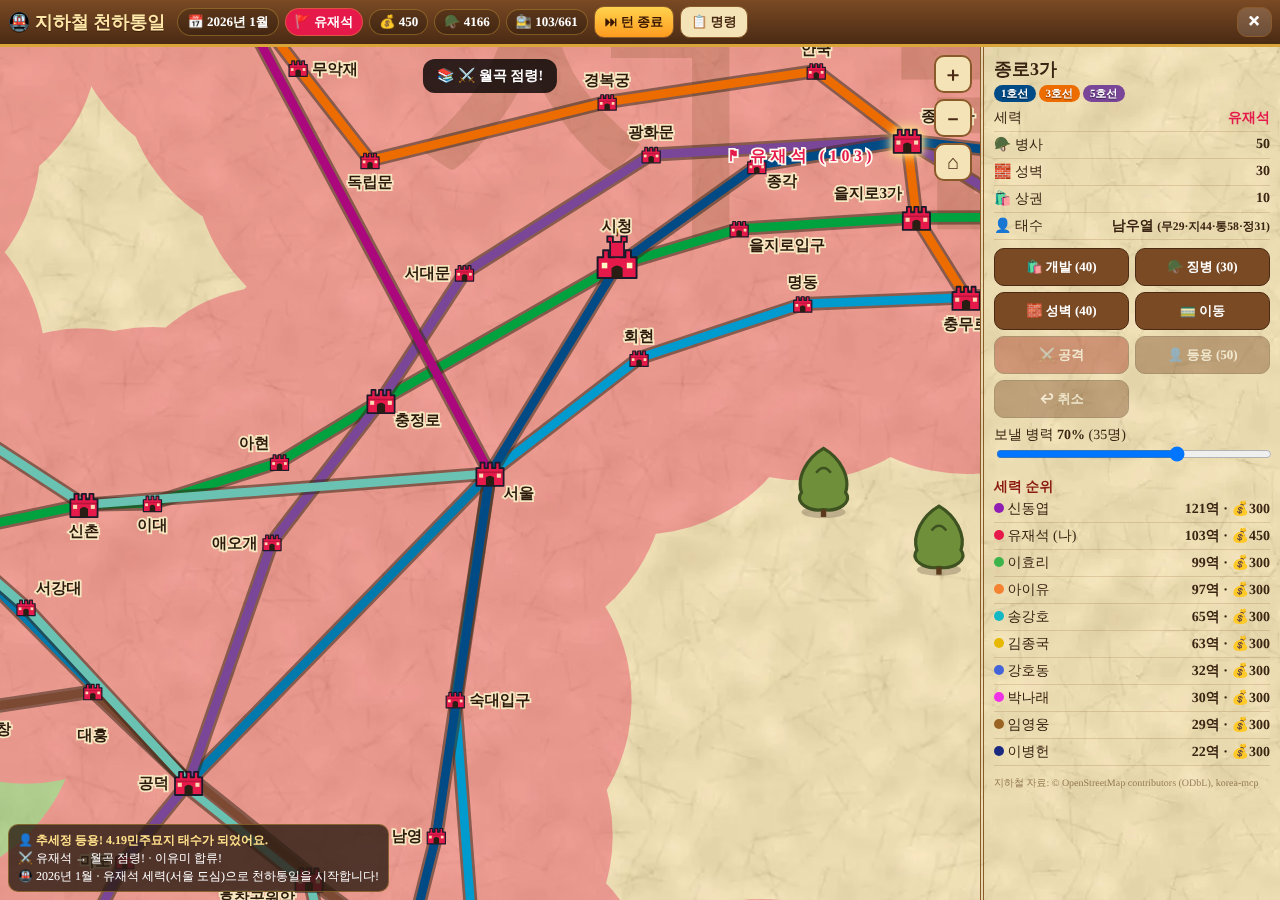 지하철 천하통일
2026년 1월
유재석
450
4166
103/661
턴 종료
명령
×
월곡 점령!
무악재
경복궁
안국
광화문
독립문
유재석 (103)
종각
을지로3가
시청
서대문
을지로입구
명동
충무로
회현
충정로
아현
서울
신촌
이대
애오개
서강대
숙대입구
대흥
공덕
남영
추세정 등용! 4.19민주묘지 태수가 되었어요.
유재석 → 월곡 점령! · 이유미 합류!
2026년 1월 · 유재석 세력(서울 도심)으로 천하통일을 시작합니다!
+
−
⌂
종로3가
1호선 3호선 5호선
세력 유재석
병사 50
성벽 30
상권 10
태수 남우열 (무29·지44·통58·정31)
개발 (40)
징병 (30)
성벽 (40)
이동
공격
등용 (50)
↩ 취소
보낼 병력 70% (35명)
세력 순위
신동엽 121역 · 300
유재석 (나) 103역 · 450
이효리 99역 · 300
아이유 97역 · 300
송강호 65역 · 300
김종국 63역 · 300
강호동 32역 · 300
박나래 30역 · 300
임영웅 29역 · 300
이병헌 22역 · 300
지하철 자료: © OpenStreetMap contributors (ODbL), korea-mcp